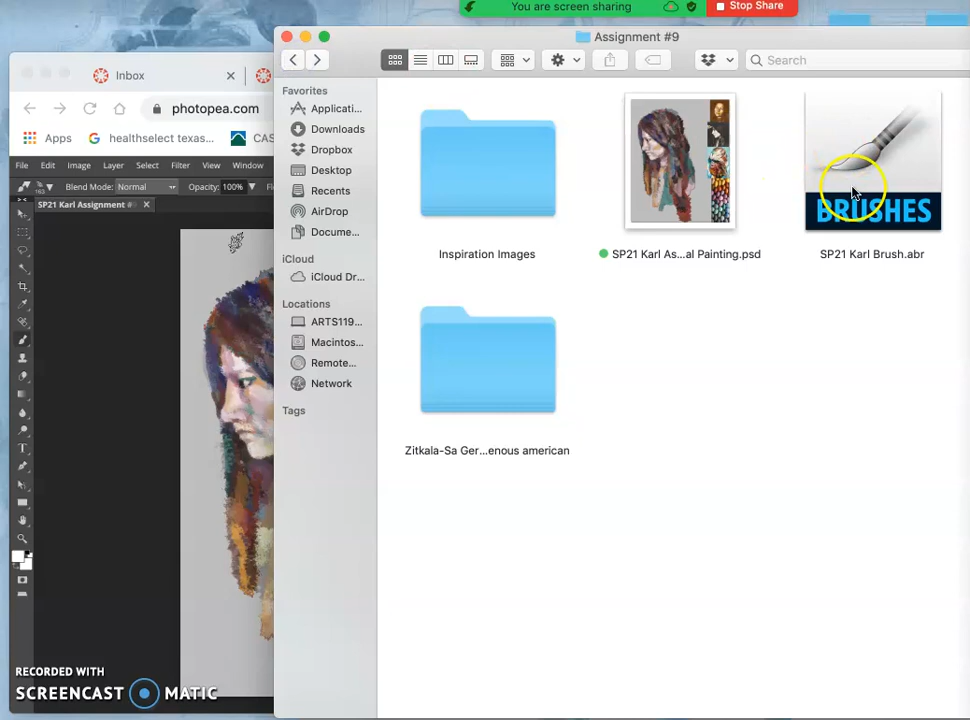 You are screen sharing
Stop Share
Assignment #9
Search
Inbox
photopea.com
Apps
healthselect texas...
CAS
File Edit Image Layer Select Filter View Window
Blend Mode: Normal
Opacity: 100%
SP21 Karl Assignment #
Favorites
Applicati...
Downloads
Dropbox
Desktop
Recents
AirDrop
Docume...
iCloud
iCloud Dr...
Locations
ARTS119...
Macintos...
Remote...
Network
Tags
BRUSHES
Inspiration Images
SP21 Karl As...al Painting.psd
SP21 Karl Brush.abr
Zitkala-Sa Ger...enous american
RECORDED WITH
SCREENCAST MATIC